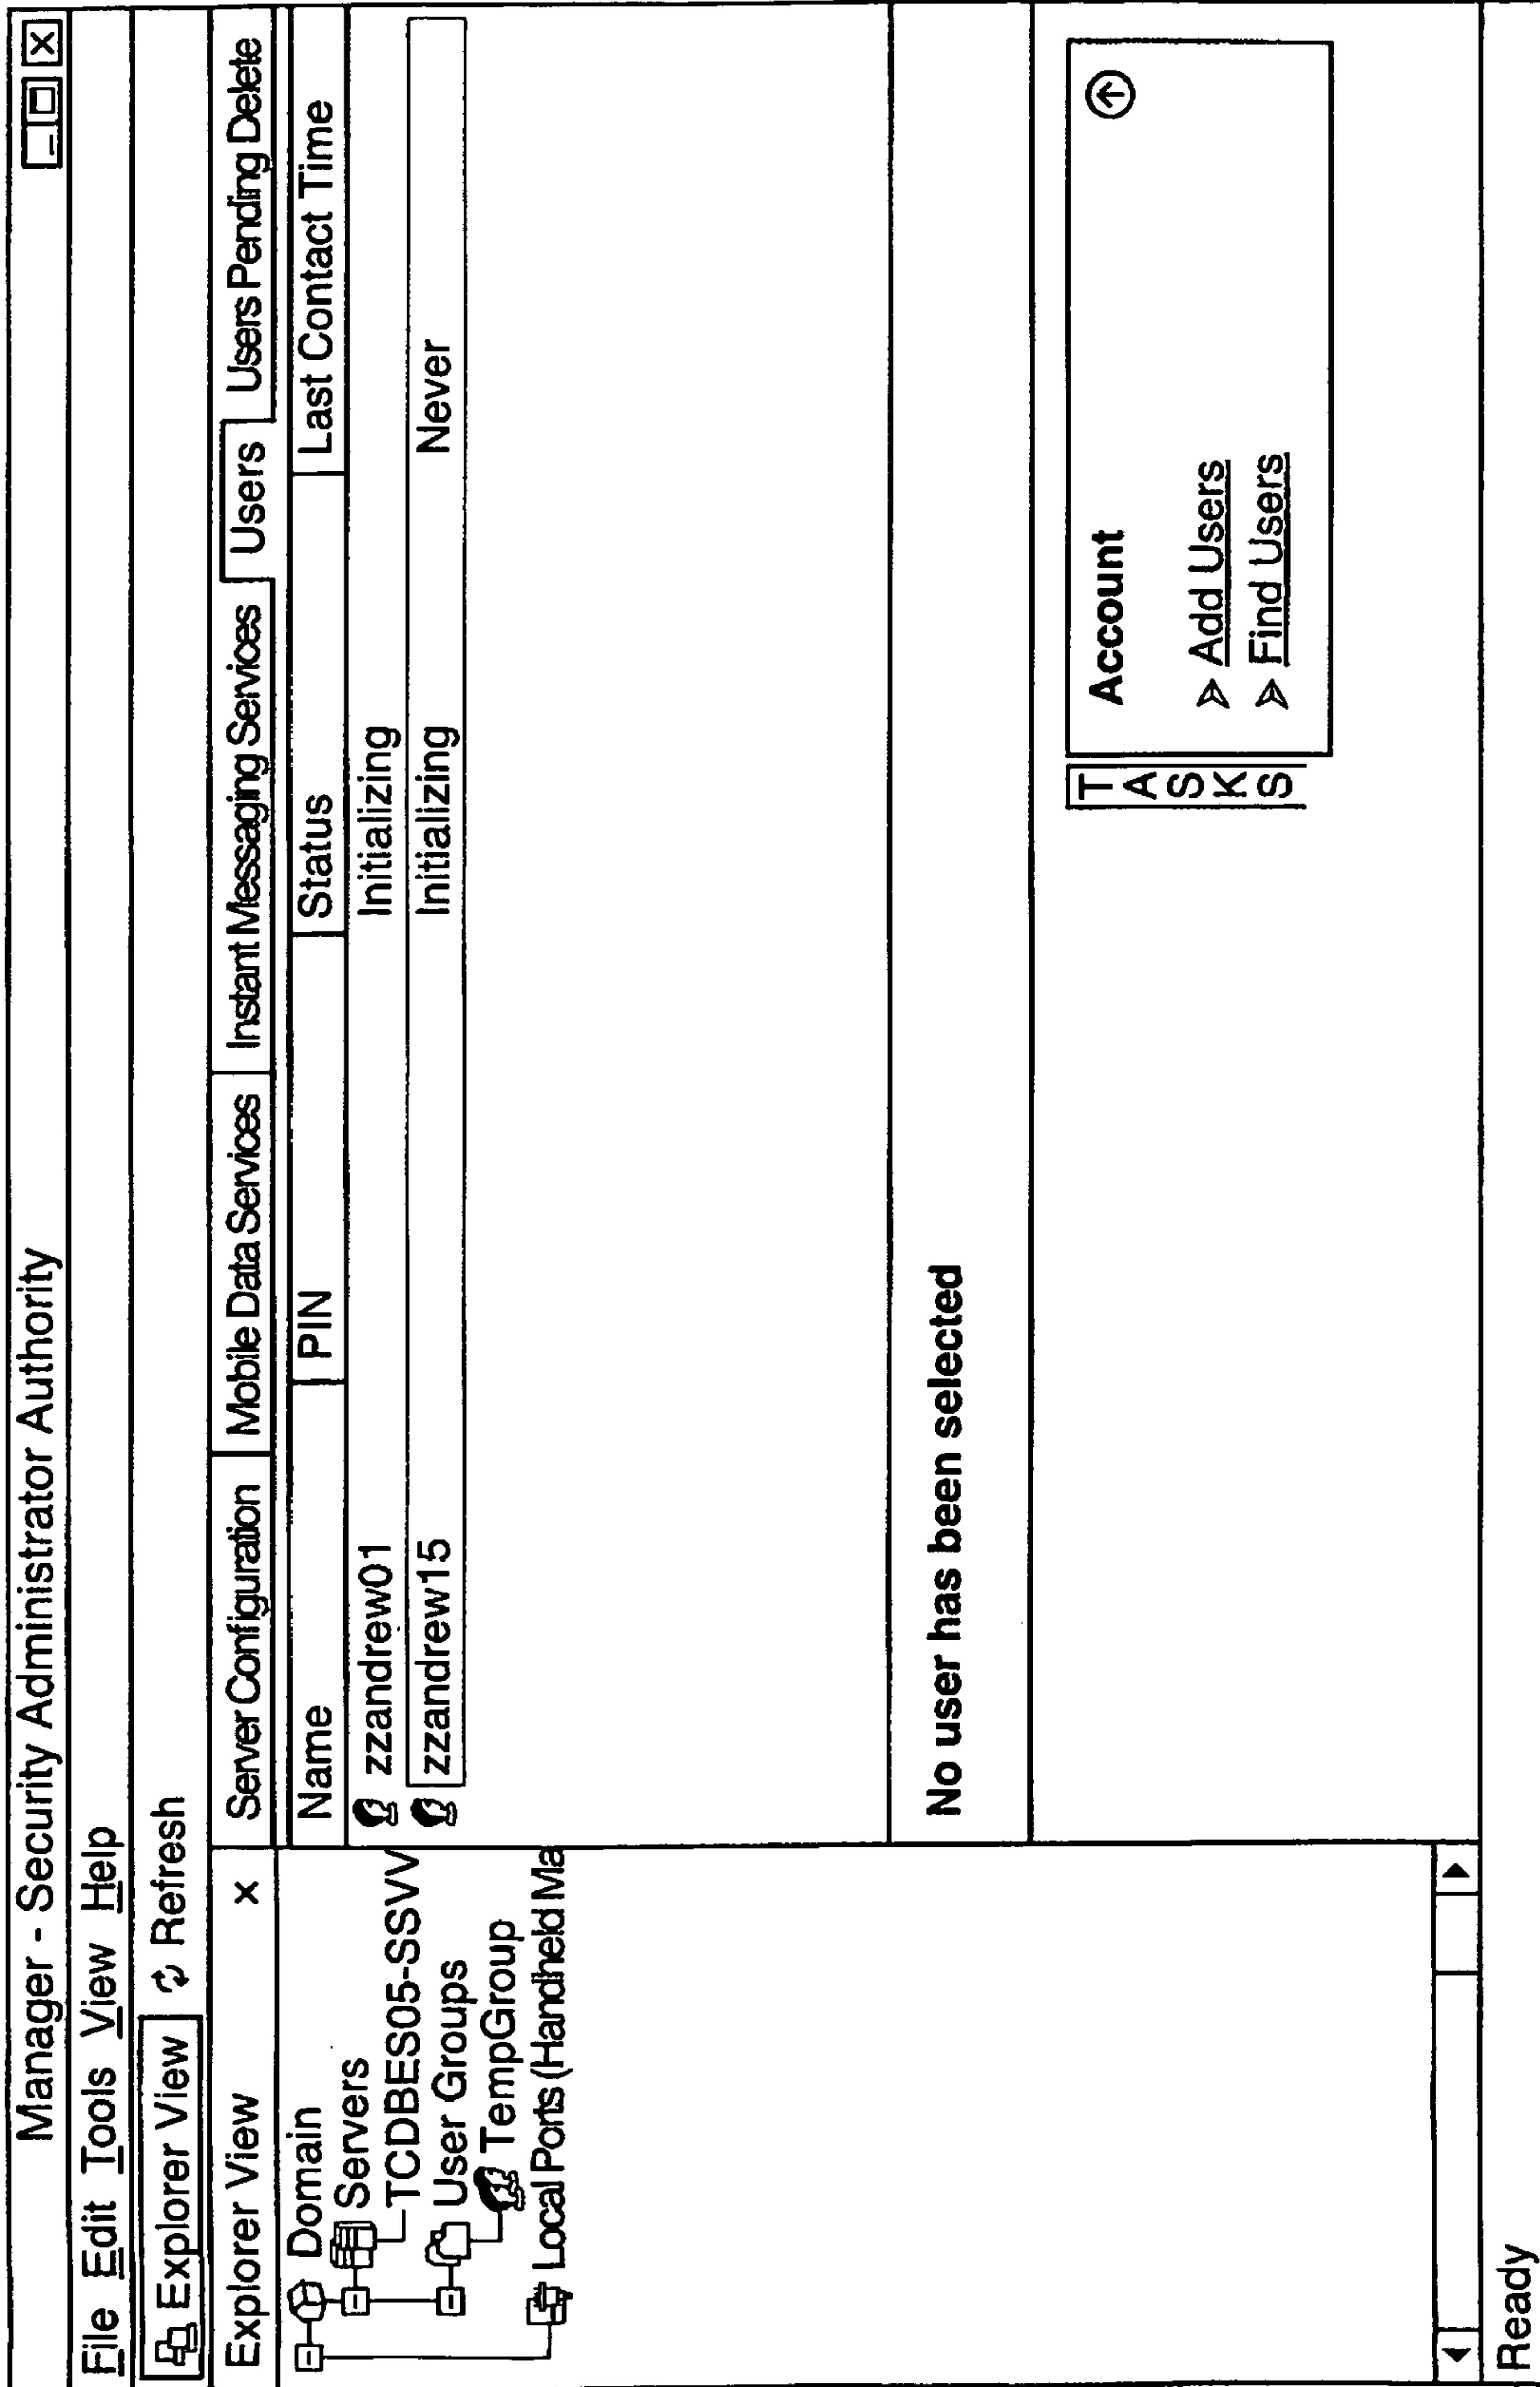 Manager - Security Administrator Authority
File Edit Tools View Help
Explorer View Refresh
Explorer View x
Domain
Servers
TCDBES05-SSVV
User Groups
TempGroup
Local Ports (Handheld Ma
Server Configuration Mobile Data Services Instant Messaging Services Users Users Pending Delete
Name PIN Status Last Contact Time
zzandrew01 Initializing
zzandrew15 Initializing Never
No user has been selected
TASKS
Account
Add Users
Find Users
Ready